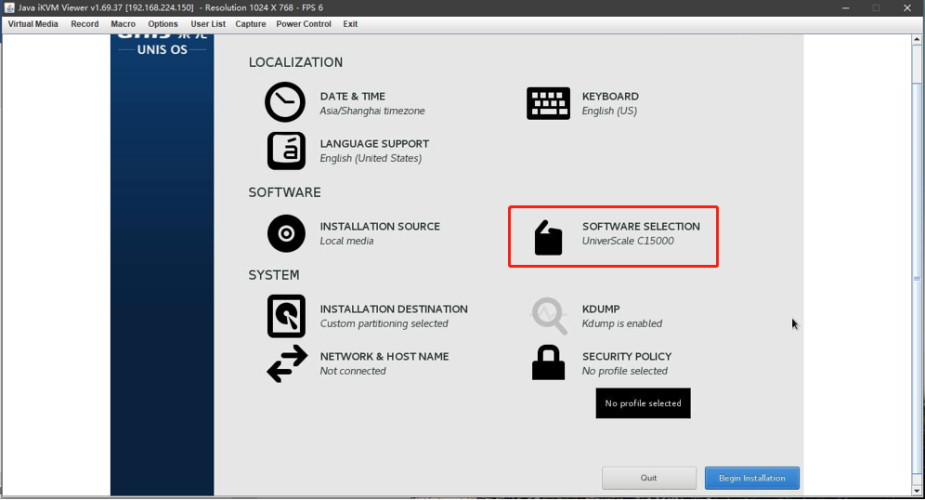 Java iKVM Viewer v1.69.37 [192.168.224.150] - Resolution 1024 X 768 - FPS 6
Virtual Media Record Macro Options User List Capture Power Control Exit
UNIS OS
LOCALIZATION
DATE & TIME
Asia/Shanghai timezone
KEYBOARD
English (US)
LANGUAGE SUPPORT
English (United States)
SOFTWARE
INSTALLATION SOURCE
Local media
SOFTWARE SELECTION
UniverScale C15000
SYSTEM
INSTALLATION DESTINATION
Custom partitioning selected
KDUMP
Kdump is enabled
NETWORK & HOST NAME
Not connected
SECURITY POLICY
No profile selected
No profile selected
Quit
Begin Installation